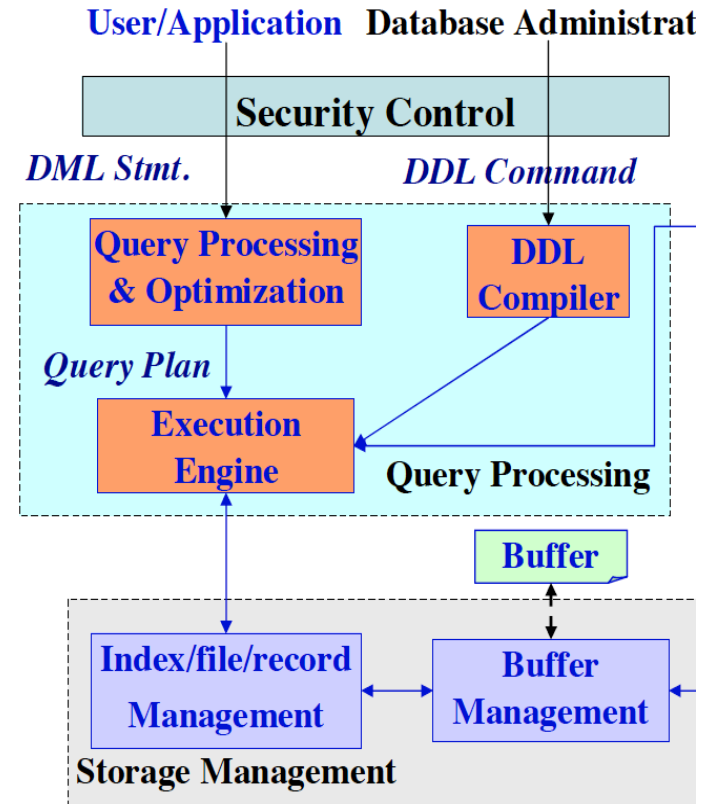 User/Application Database Administrat
Security Control
DML Stmt. DDL Command
Query Processing
& Optimization
DDL
Compiler
Query Plan
Execution
Engine
Query Processing
Buffer
Index/file/record
Management
Buffer
Management
Storage Management